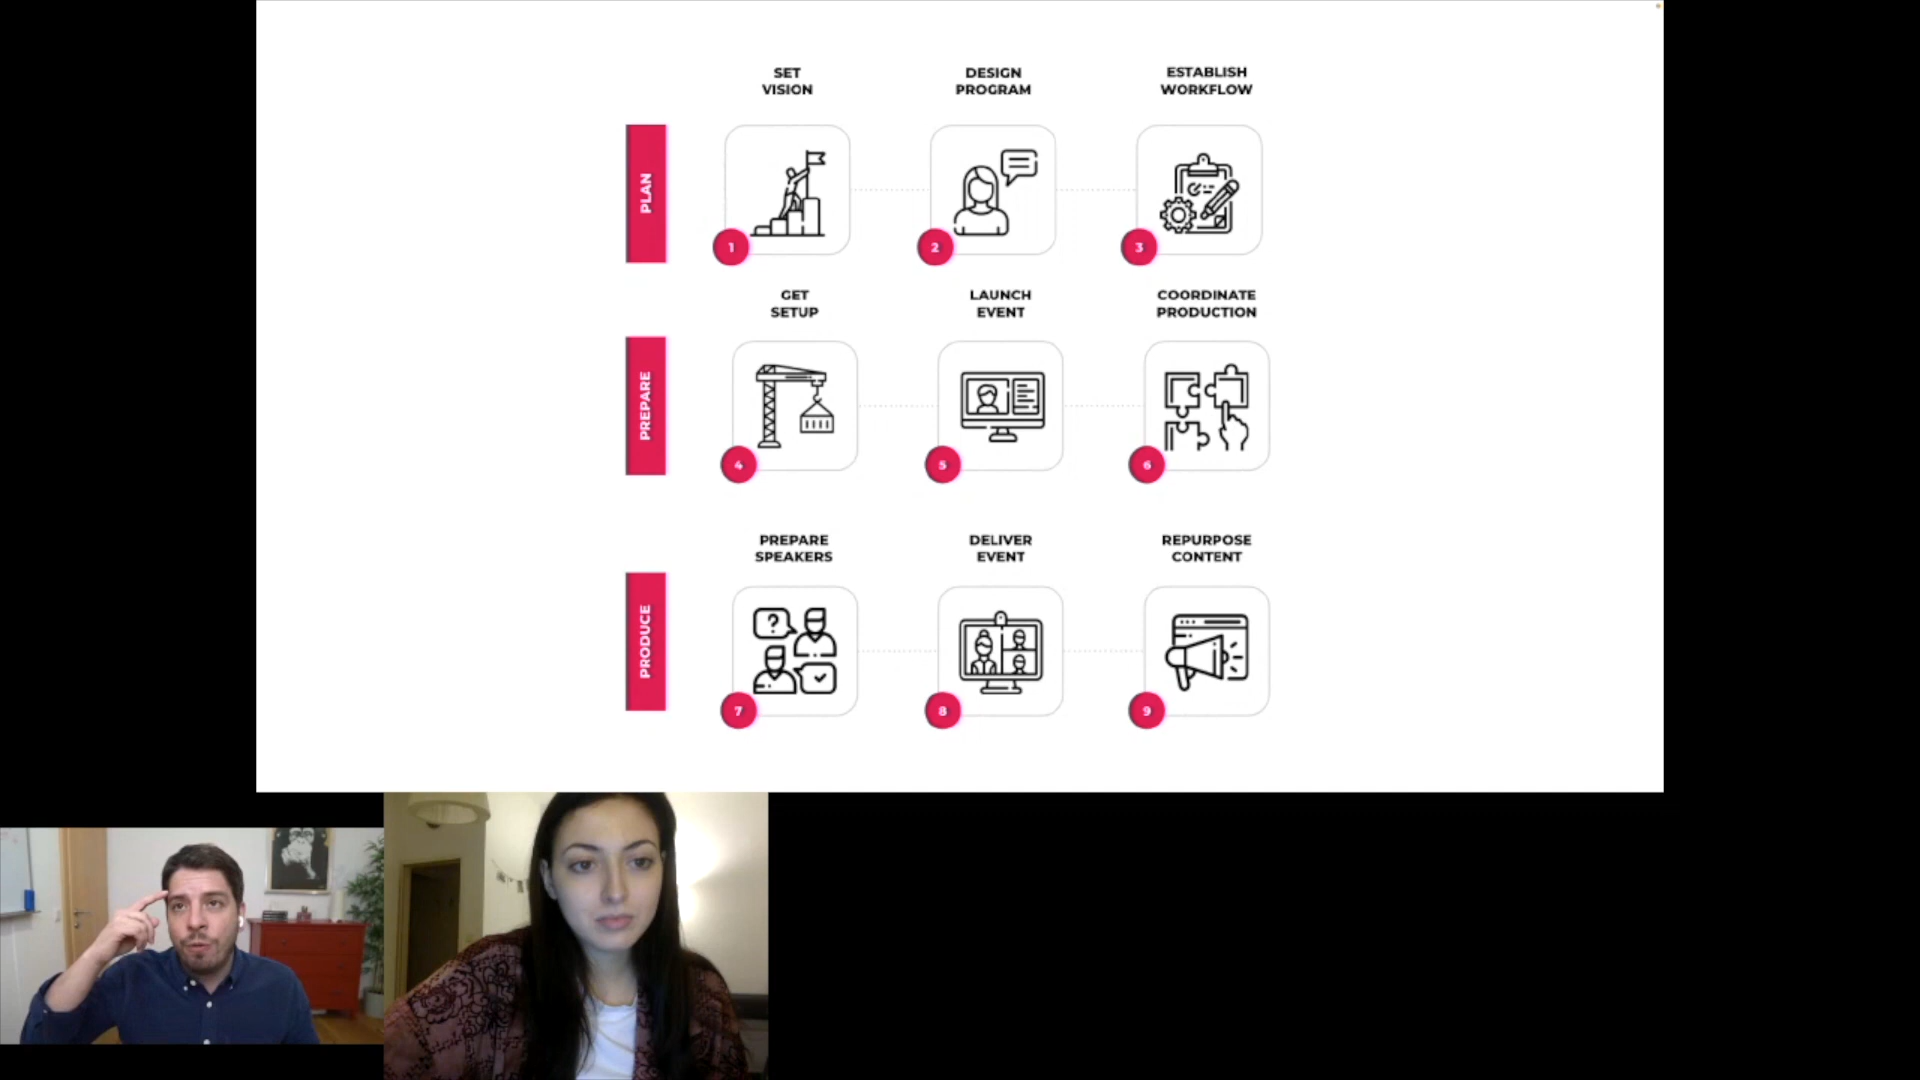 SET
VISION
DESIGN
PROGRAM
ESTABLISH
WORKFLOW
PLAN
1
2
3
GET
SETUP
LAUNCH
EVENT
COORDINATE
PRODUCTION
PREPARE
4
5
6
PREPARE
SPEAKERS
DELIVER
EVENT
REPURPOSE
CONTENT
PRODUCE
?
7
8
9